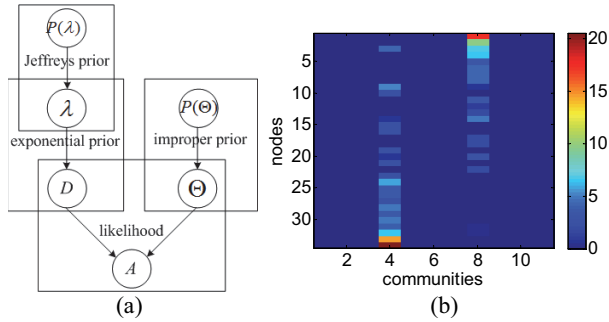 P(λ)
Jeffreys prior
λ
P(Θ)
exponential prior
improper prior
D
Θ
likelihood
A
(a)
nodes
5
10
15
20
25
30
2 4 6 8 10
communities
20
15
10
5
0
(b)